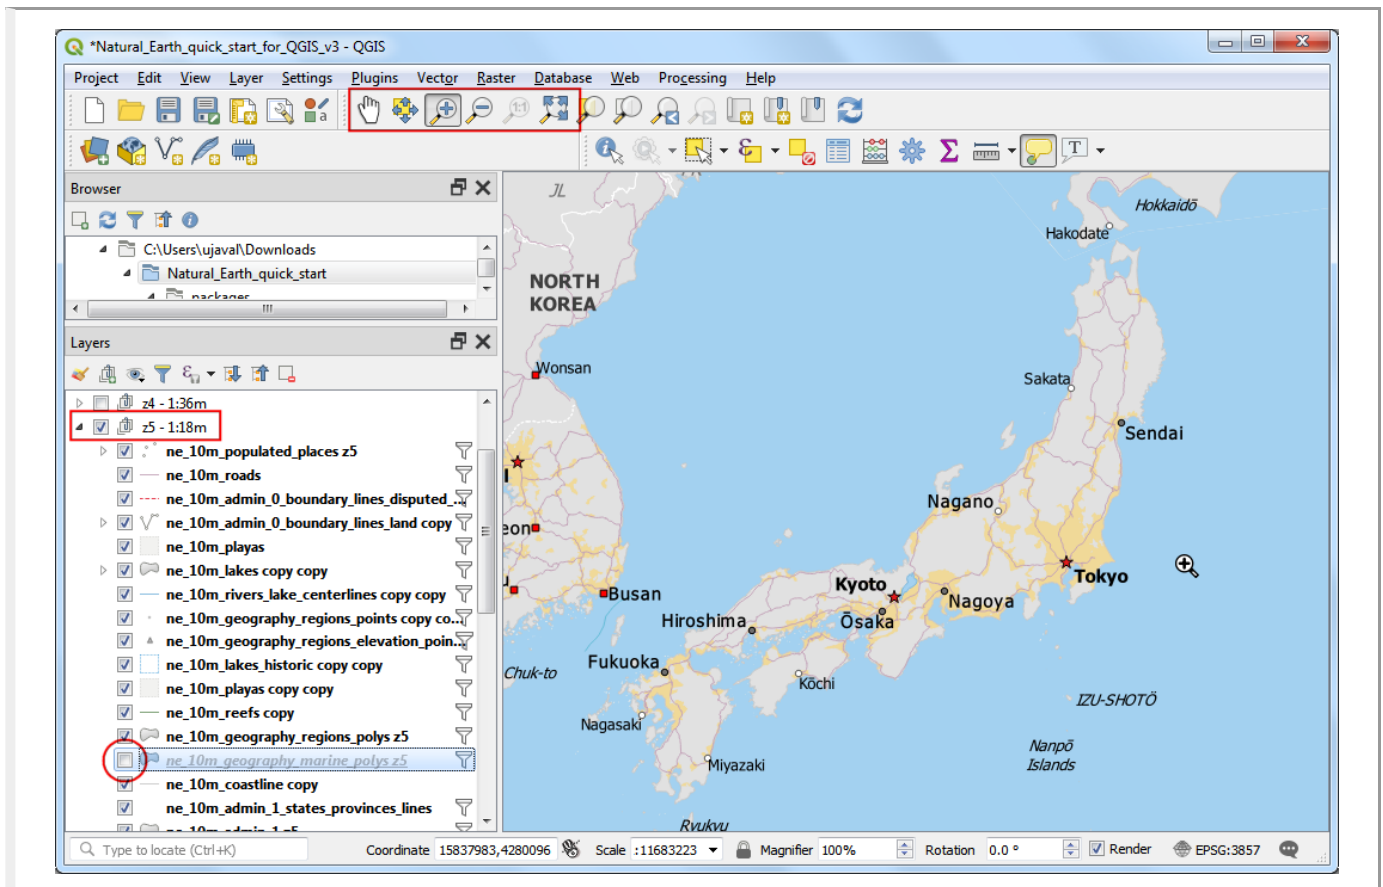 *Natural_Earth_quick_start_for_QGIS_v3 - QGIS
Project Edit View Layer Settings Plugins Vector Raster Database Web Processing Help
Browser
C:\Users\ujaval\Downloads
Natural_Earth_quick_start
packages
Layers
z4 - 1:36m
z5 - 1:18m
ne_10m_populated_places z5
ne_10m_roads
ne_10m_admin_0_boundary_lines_disputed_...
ne_10m_admin_0_boundary_lines_land copy
ne_10m_playas
ne_10m_lakes copy copy
ne_10m_rivers_lake_centerlines copy copy
ne_10m_geography_regions_points copy co...
ne_10m_geography_regions_elevation_poin...
ne_10m_lakes_historic copy copy
ne_10m_playas copy copy
ne_10m_reefs copy
ne_10m_geography_regions_polys z5
ne_10m_geography_marine_polys z5
ne_10m_coastline copy
ne_10m_admin_1_states_provinces_lines
ne_10m_admin_1 z5
JL
Hokkaidō
Hakodate
NORTH
KOREA
Wonsan
Sakata
Sendai
Nagano
eon
Tokyo
Kyoto
Busan
Nagoya
Hiroshima
Ōsaka
Fukuoka
Chuk-to
Kōchi
IZU-SHOTŌ
Nagasaki
Nanpō
Islands
Miyazaki
Ryukyu
Type to locate (Ctrl+K) Coordinate 15837983,4280096 Scale :11683223 Magnifier 100% Rotation 0.0 ° Render EPSG:3857